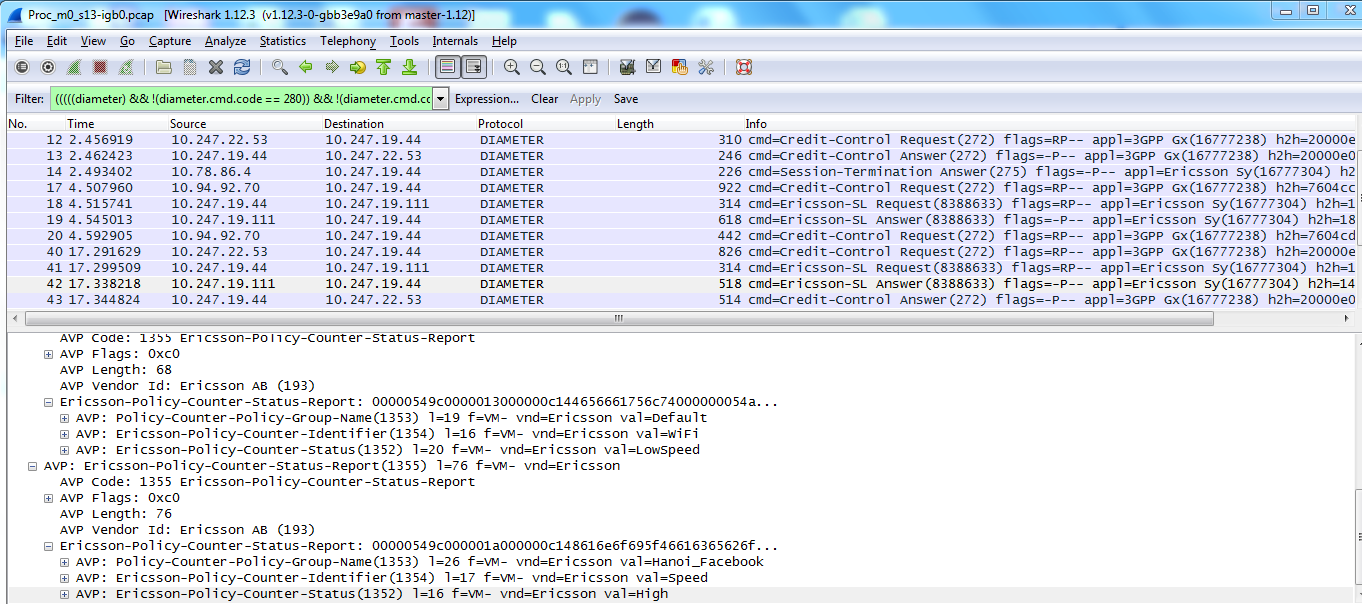 Proc_m0_s13-igb0.pcap [Wireshark 1.12.3 (v1.12.3-0-gbb3e9a0 from master-1.12)]
File Edit View Go Capture Analyze Statistics Telephony Tools Internals Help
Filter: (((((diameter) && !(diameter.cmd.code == 280)) && !(diameter.cmd.cc Expression... Clear Apply Save
No. Time Source Destination Protocol Length Info
12 2.456919 10.247.22.53 10.247.19.44 DIAMETER 310 cmd=Credit-Control Request(272) flags=RP-- appl=3GPP Gx(16777238) h2h=20000e
13 2.462423 10.247.19.44 10.247.22.53 DIAMETER 246 cmd=Credit-Control Answer(272) flags=-P-- appl=3GPP Gx(16777238) h2h=20000e0
14 2.493402 10.78.86.4 10.247.19.44 DIAMETER 226 cmd=Session-Termination Answer(275) flags=-P-- appl=Ericsson Sy(16777304) h2
17 4.507960 10.94.92.70 10.247.19.44 DIAMETER 922 cmd=Credit-Control Request(272) flags=RP-- appl=3GPP Gx(16777238) h2h=7604cc
18 4.515741 10.247.19.44 10.247.19.111 DIAMETER 314 cmd=Ericsson-SL Request(8388633) flags=RP-- appl=Ericsson Sy(16777304) h2h=1
19 4.545013 10.247.19.111 10.247.19.44 DIAMETER 618 cmd=Ericsson-SL Answer(8388633) flags=-P-- appl=Ericsson Sy(16777304) h2h=18
20 4.592905 10.94.92.70 10.247.19.44 DIAMETER 442 cmd=Credit-Control Request(272) flags=RP-- appl=3GPP Gx(16777238) h2h=7604cd
40 17.291629 10.247.22.53 10.247.19.44 DIAMETER 826 cmd=Credit-Control Request(272) flags=RP-- appl=3GPP Gx(16777238) h2h=20000e
41 17.299509 10.247.19.44 10.247.19.111 DIAMETER 314 cmd=Ericsson-SL Request(8388633) flags=RP-- appl=Ericsson Sy(16777304) h2h=1
42 17.338218 10.247.19.111 10.247.19.44 DIAMETER 518 cmd=Ericsson-SL Answer(8388633) flags=-P-- appl=Ericsson Sy(16777304) h2h=14
43 17.344824 10.247.19.44 10.247.22.53 DIAMETER 514 cmd=Credit-Control Answer(272) flags=-P-- appl=3GPP Gx(16777238) h2h=20000e0
AVP Code: 1355 Ericsson-Policy-Counter-Status-Report
AVP Flags: 0xc0
AVP Length: 68
AVP Vendor Id: Ericsson AB (193)
Ericsson-Policy-Counter-Status-Report: 00000549c0000013000000c144656661756c74000000054a...
AVP: Policy-Counter-Policy-Group-Name(1353) l=19 f=VM- vnd=Ericsson val=Default
AVP: Ericsson-Policy-Counter-Identifier(1354) l=16 f=VM- vnd=Ericsson val=WiFi
AVP: Ericsson-Policy-Counter-Status(1352) l=20 f=VM- vnd=Ericsson val=LowSpeed
AVP: Ericsson-Policy-Counter-Status-Report(1355) l=76 f=VM- vnd=Ericsson
AVP Code: 1355 Ericsson-Policy-Counter-Status-Report
AVP Flags: 0xc0
AVP Length: 76
AVP Vendor Id: Ericsson AB (193)
Ericsson-Policy-Counter-Status-Report: 00000549c000001a000000c148616e6f695f46616365626f...
AVP: Policy-Counter-Policy-Group-Name(1353) l=26 f=VM- vnd=Ericsson val=Hanoi_Facebook
AVP: Ericsson-Policy-Counter-Identifier(1354) l=17 f=VM- vnd=Ericsson val=Speed
AVP: Ericsson-Policy-Counter-Status(1352) l=16 f=VM- vnd=Ericsson val=High